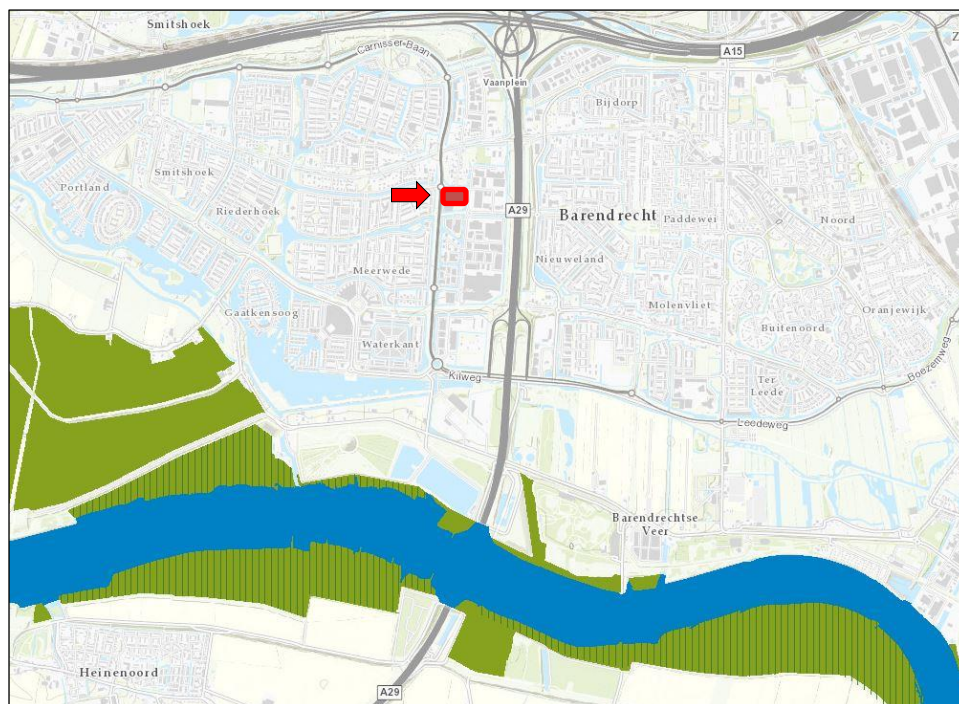 Smitshoek
Carnisser-Baan
A15
Vaanplein
Bijdorp
Smitshoek
Portland
Riederhoek
A29
Barendrecht
Paddewei
Noord
Nieuweland
Meerwede
Molenvliet
Gaatkensoog
Oranjewijk
Waterkant
Buitenoord
Kilweg
Ter
Leede
Boezemweg
Leedeweg
Barendrechtse
Veer
Heinenoord
A29